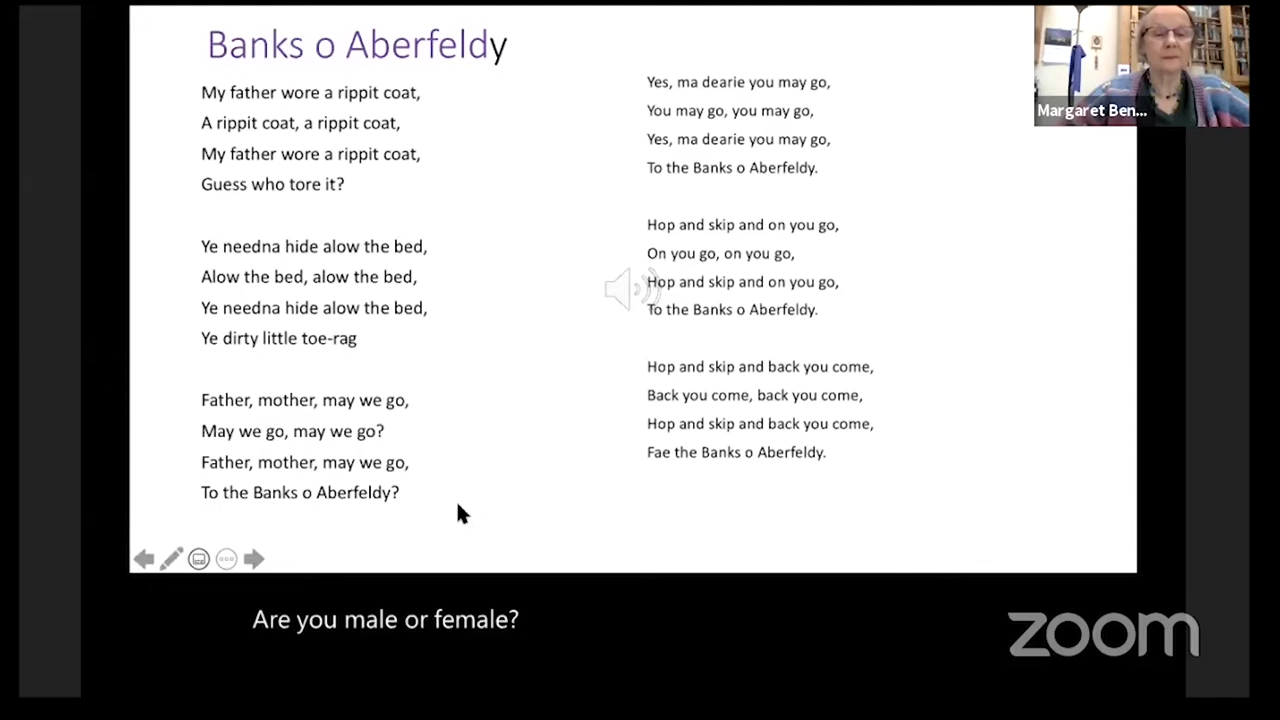 Banks o Aberfeldy
My father wore a rippit coat,
A rippit coat, a rippit coat,
My father wore a rippit coat,
Guess who tore it?
Ye needna hide alow the bed,
Alow the bed, alow the bed,
Ye needna hide alow the bed,
Ye dirty little toe-rag
Father, mother, may we go,
May we go, may we go?
Father, mother, may we go,
To the Banks o Aberfeldy?
Yes, ma dearie you may go,
You may go, you may go,
Yes, ma dearie you may go,
To the Banks o Aberfeldy.
Hop and skip and on you go,
On you go, on you go,
Hop and skip and on you go,
To the Banks o Aberfeldy.
Hop and skip and back you come,
Back you come, back you come,
Hop and skip and back you come,
Fae the Banks o Aberfeldy.
Margaret Ben...
Are you male or female?
zoom